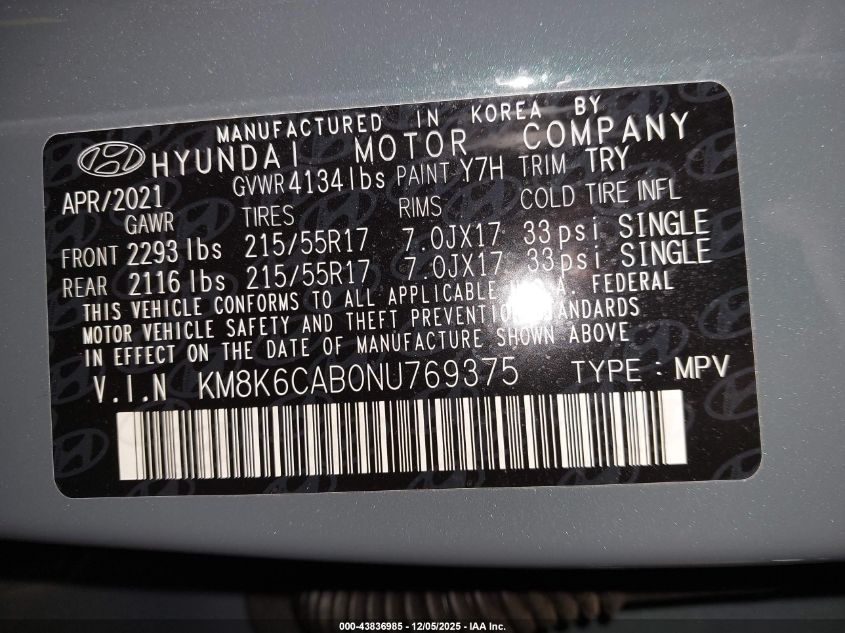 MANUFACTURED IN KOREA BY
HYUNDAI MOTOR COMPANY
APR/2021 GVWR 4134 lbs PAINT Y7H TRIM TRY
GAWR TIRES RIMS COLD TIRE INFL
FRONT 2293 lbs 215/55R17 7.0JX17 33 psi SINGLE
REAR 2116 lbs 215/55R17 7.0JX17 33 psi SINGLE
THIS VEHICLE CONFORMS TO ALL APPLICABLE FEDERAL
MOTOR VEHICLE SAFETY AND THEFT PREVENTION STANDARDS
IN EFFECT ON THE DATE OF MANUFACTURE SHOWN ABOVE
V.I.N KM8K6CAB0NU769375 TYPE : MPV
000-43836985 | 12/05/2025 - IAA Inc.